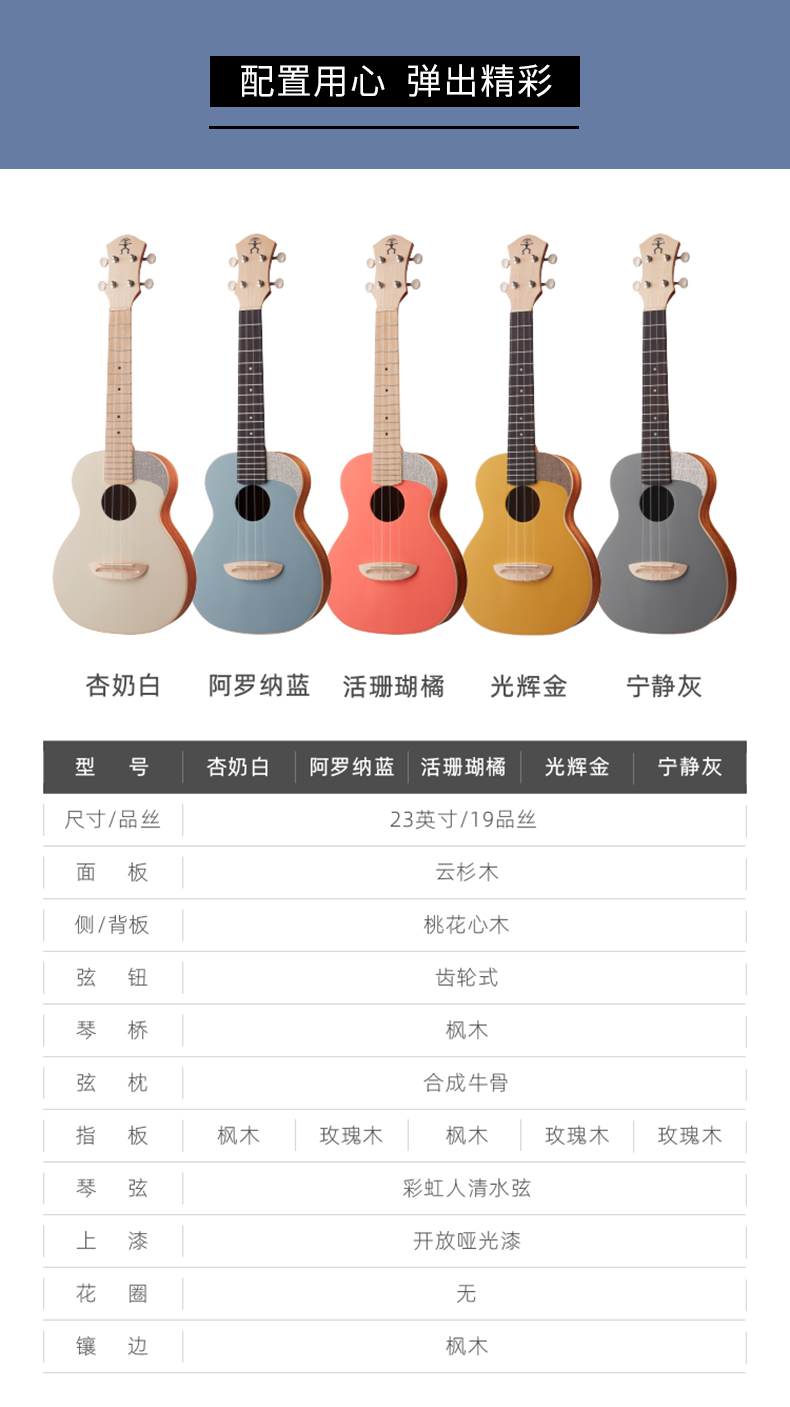 配置用心 弹出精彩
杏奶白 阿罗纳蓝 活珊瑚橘 光辉金 宁静灰
型号 杏奶白 阿罗纳蓝 活珊瑚橘 光辉金 宁静灰
尺寸/品丝 23英寸/19品丝
面板 云杉木
侧/背板 桃花心木
弦钮 齿轮式
琴桥 枫木
弦枕 合成牛骨
指板 枫木 玫瑰木 枫木 玫瑰木 玫瑰木
琴弦 彩虹人清水弦
上漆 开放哑光漆
花圈 无
镶边 枫木